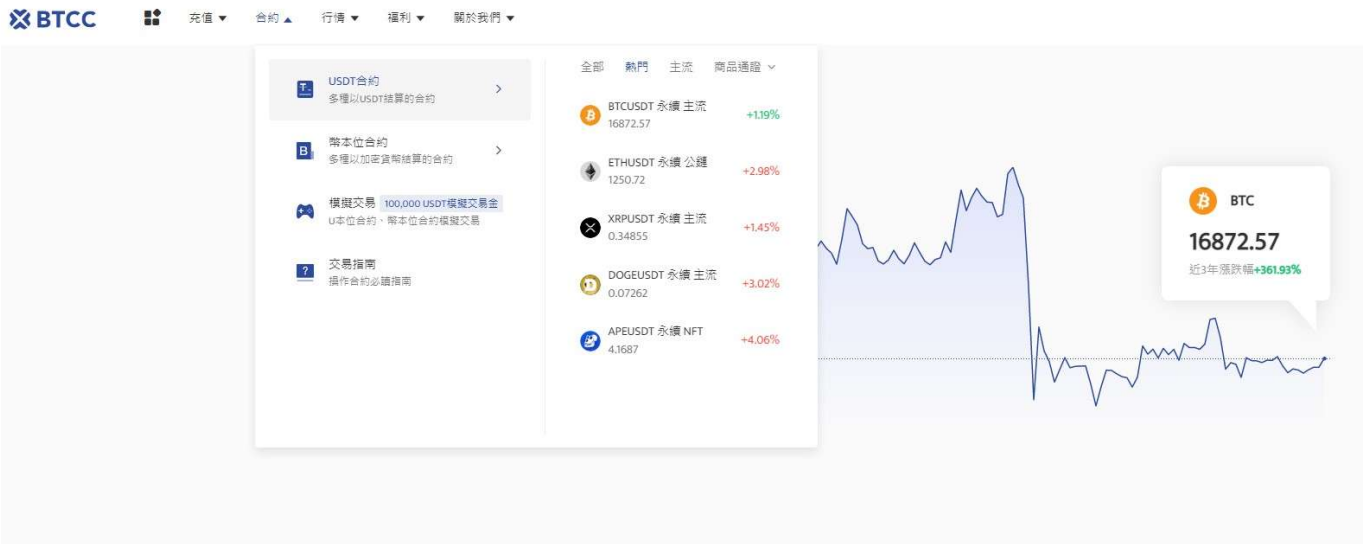 BTCC
充值 合約 行情 福利 關於我們
USDT合約
多種以USDT結算的合約
幣本位合約
多種以加密貨幣結算的合約
模擬交易 100,000 USDT模擬交易金
U本位合約、幣本位合約模擬交易
交易指南
操作合約必讀指南
全部 熱門 主流 商品通證
BTCUSDT 永續 主流
16872.57
+1.19%
ETHUSDT 永續 公鏈
1250.72
+2.98%
XRPUSDT 永續 主流
0.34855
+1.45%
DOGEUSDT 永續 主流
0.07262
+3.02%
APEUSDT 永續 NFT
4.1687
+4.06%
BTC
16872.57
近3年漲跌幅+361.93%